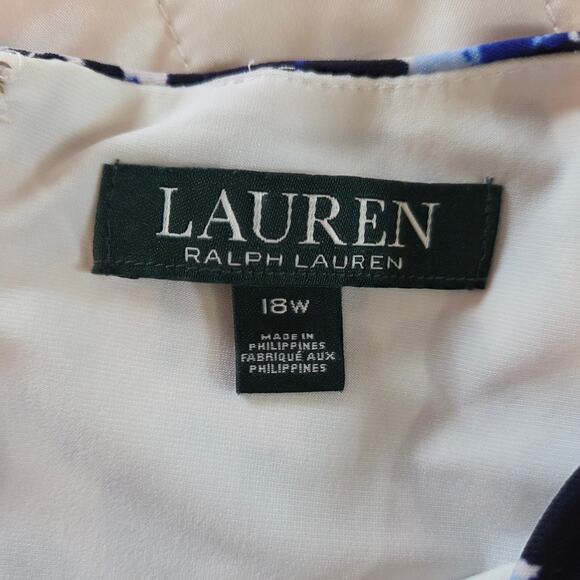 LAUREN
RALPH LAUREN
18W
MADE IN
PHILIPPINES
FABRIQUÉ AUX
PHILIPPINES